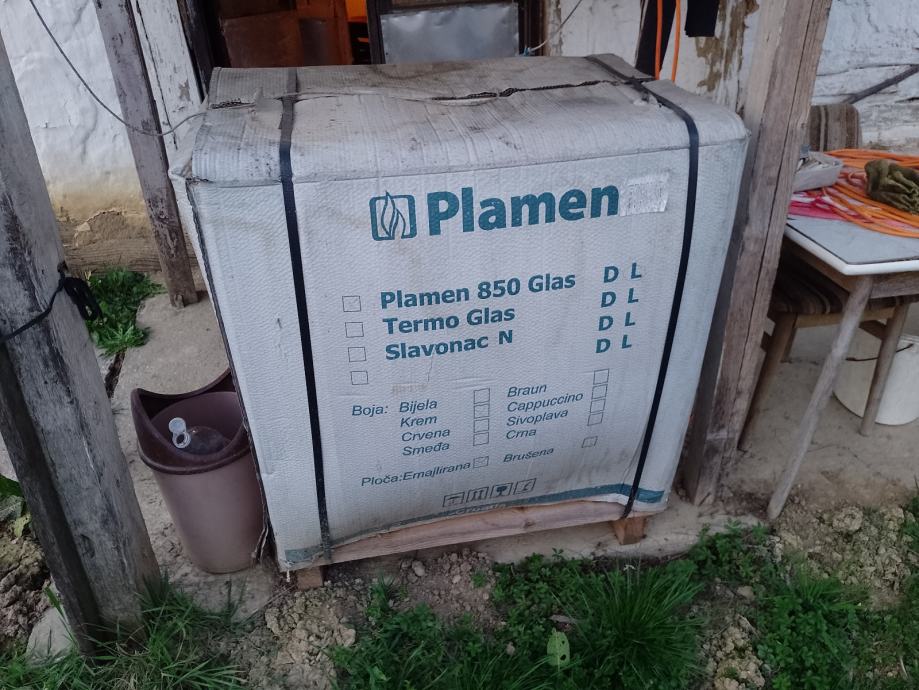 Plamen
Plamen 850 Glas D L
Termo Glas D L
Slavonac N D L
D L
Boja: Bijela Braun
Krem Cappuccino
Crvena Sivoplava
Smeđa Crna
Ploča:Emajlirana Brušena